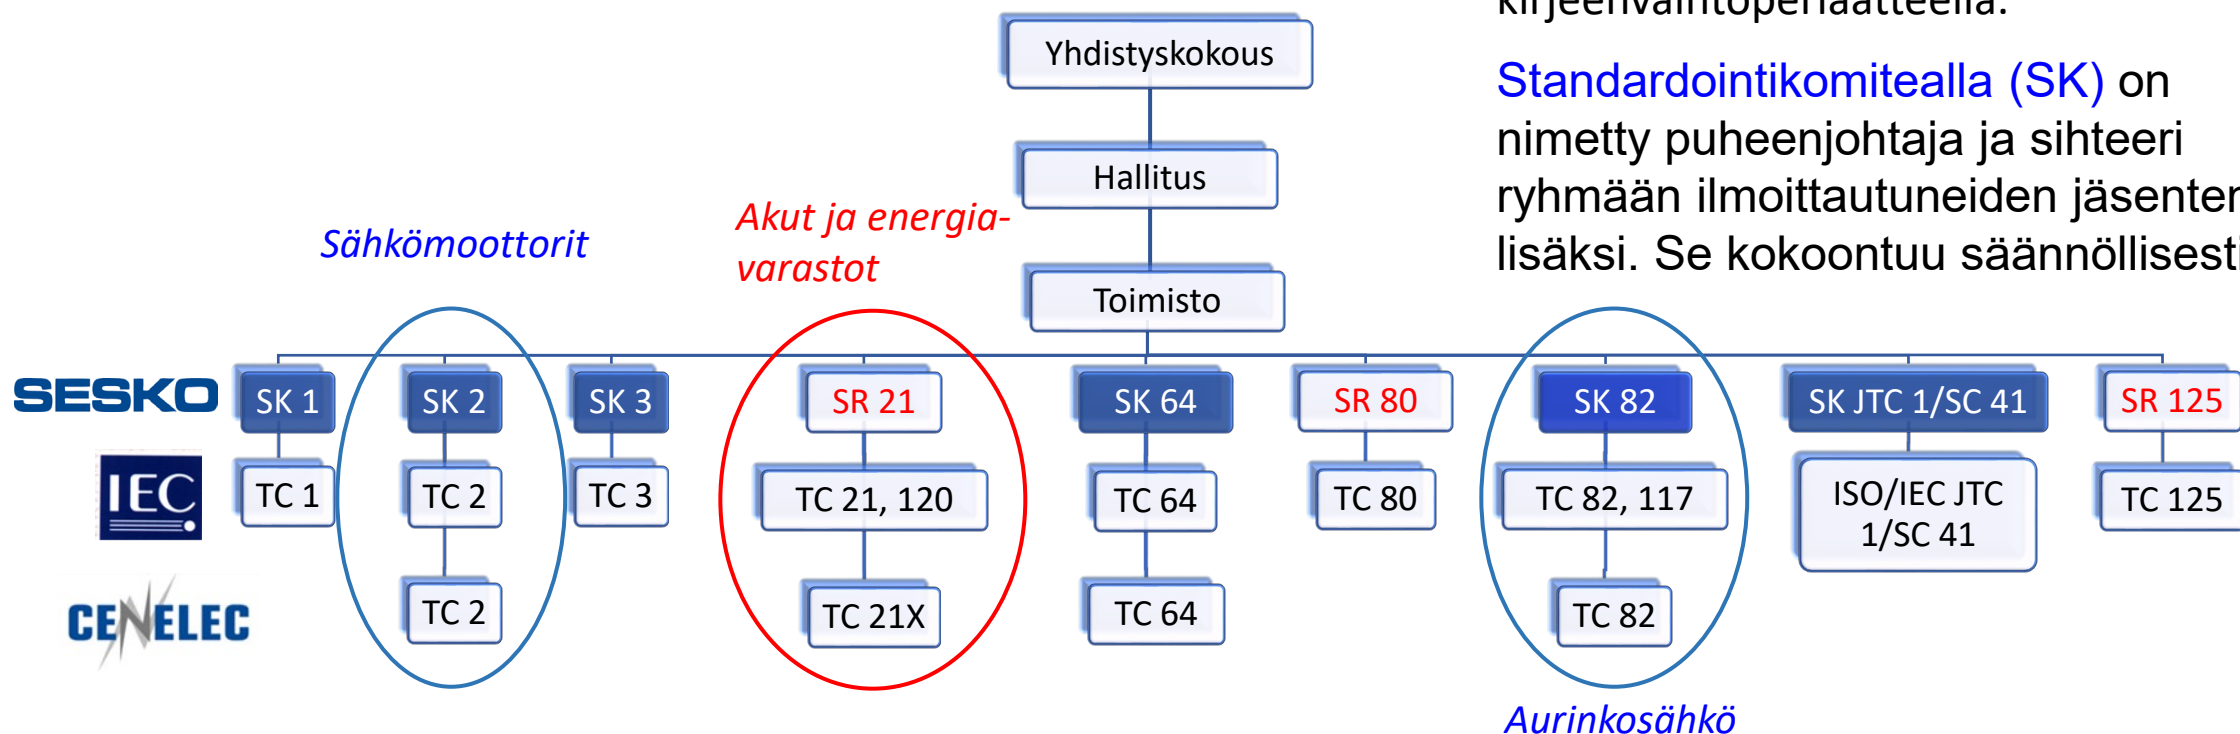 kirjeenvaihtoperiaatteella.
Yhdistyskokous
Standardointikomitealla (SK) on
nimetty puheenjohtaja ja sihteeri
ryhmään ilmoittautuneiden jäsenten
lisäksi. Se kokoontuu säännöllisesti
Hallitus
Sähkömoottorit
Akut ja energia-
varastot
Toimisto
SESKO
SK 1
SK 2
SK 3
SR 21
SK 64
SR 80
SK 82
SK JTC 1/SC 41
SR 125
IEC
TC 1
TC 2
TC 3
TC 21, 120
TC 64
TC 80
TC 82, 117
ISO/IEC JTC
1/SC 41
TC 125
CENELEC
TC 2
TC 21X
TC 64
TC 82
Aurinkosähkö